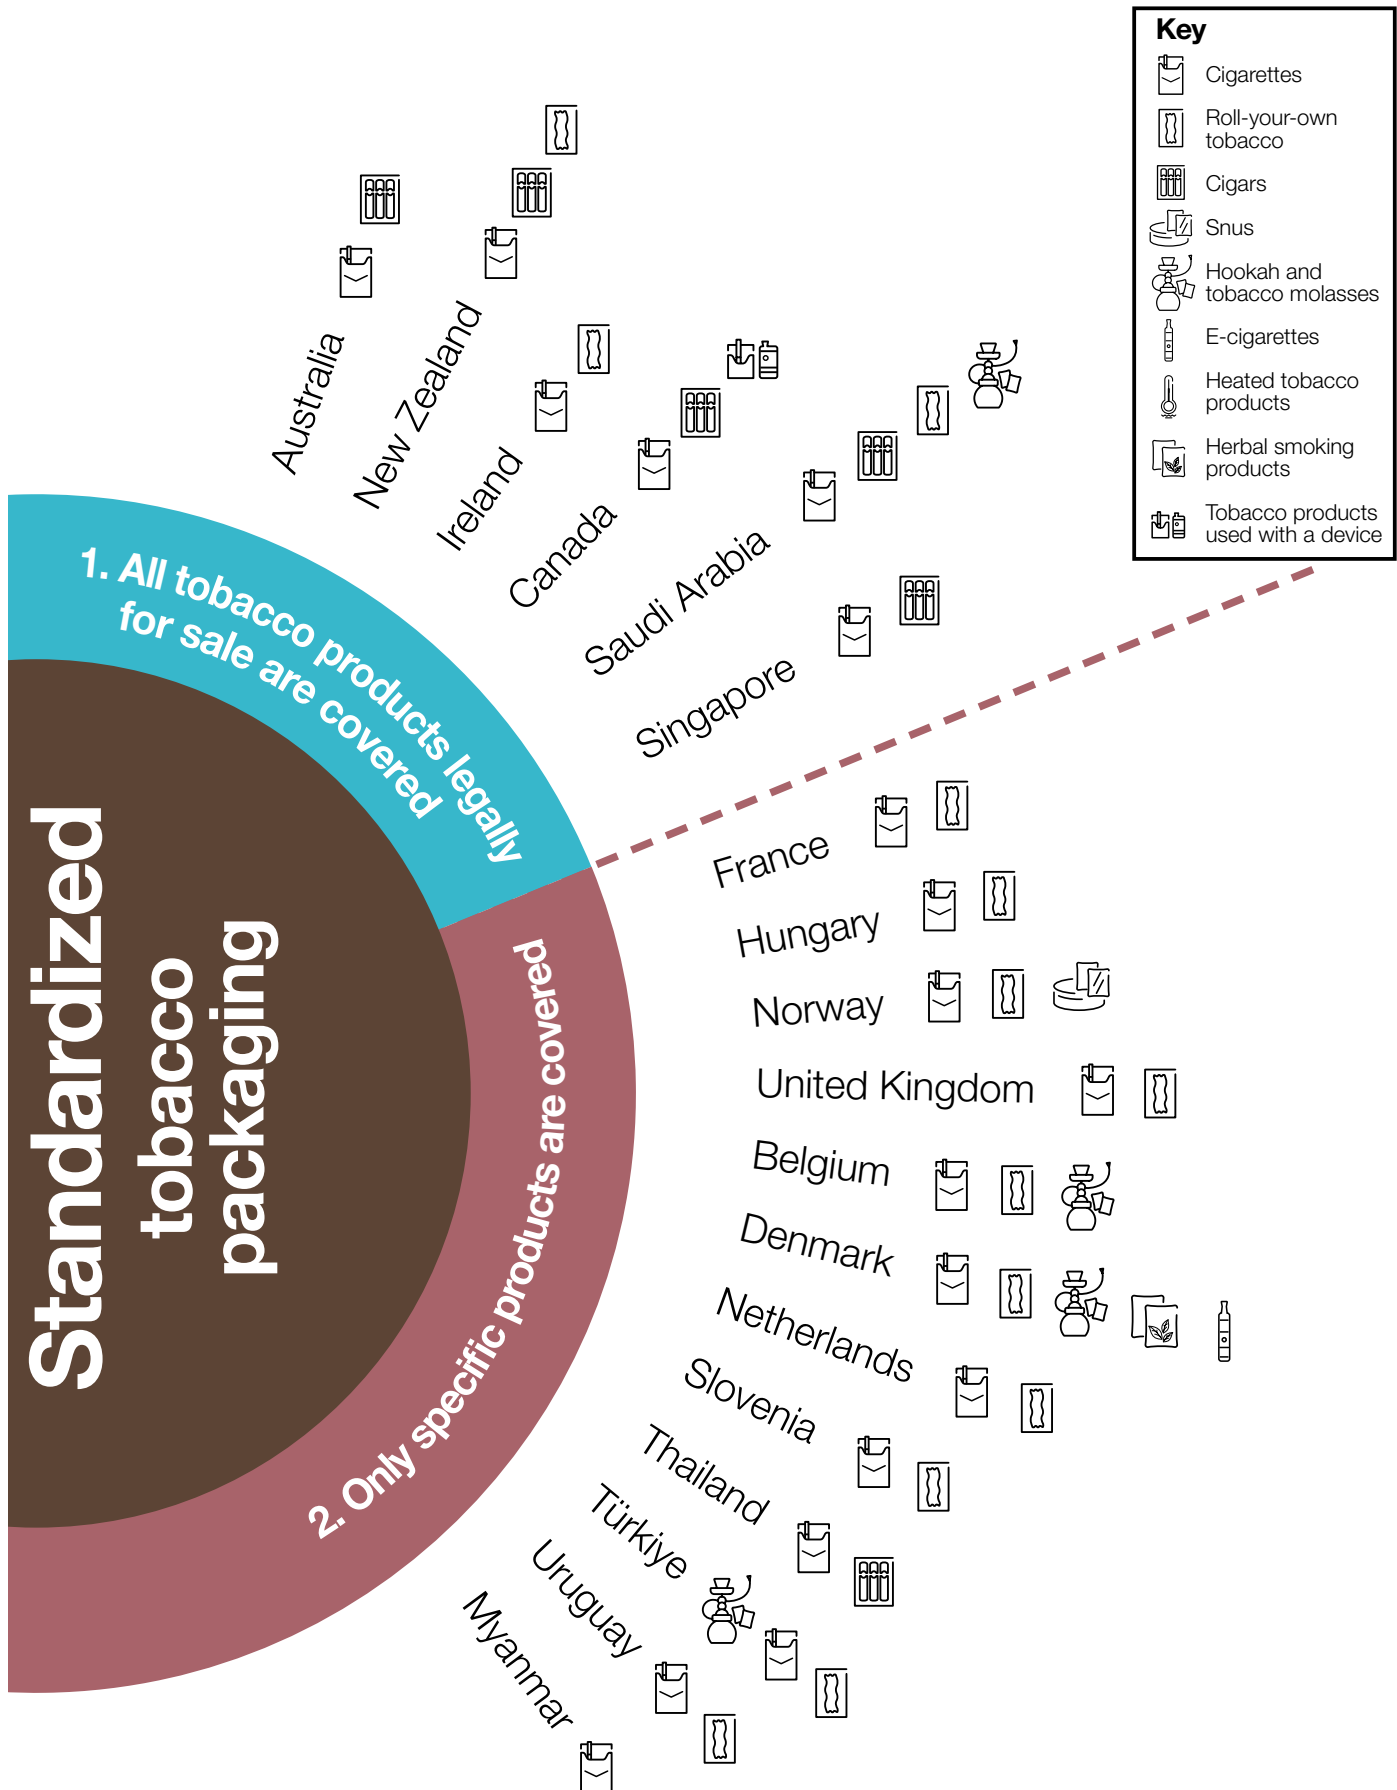 Key
Cigarettes
Roll-your-own
tobacco
Cigars
Snus
Hookah and
tobacco molasses
E-cigarettes
Heated tobacco
products
Herbal smoking
products
Tobacco products
used with a device
Standardized
tobacco
packaging
1. All tobacco products legally
for sale are covered
Australia
New Zealand
Ireland
Canada
Saudi Arabia
Singapore
2. Only specific products are covered
France
Hungary
Norway
United Kingdom
Belgium
Denmark
Netherlands
Slovenia
Thailand
Türkiye
Uruguay
Myanmar